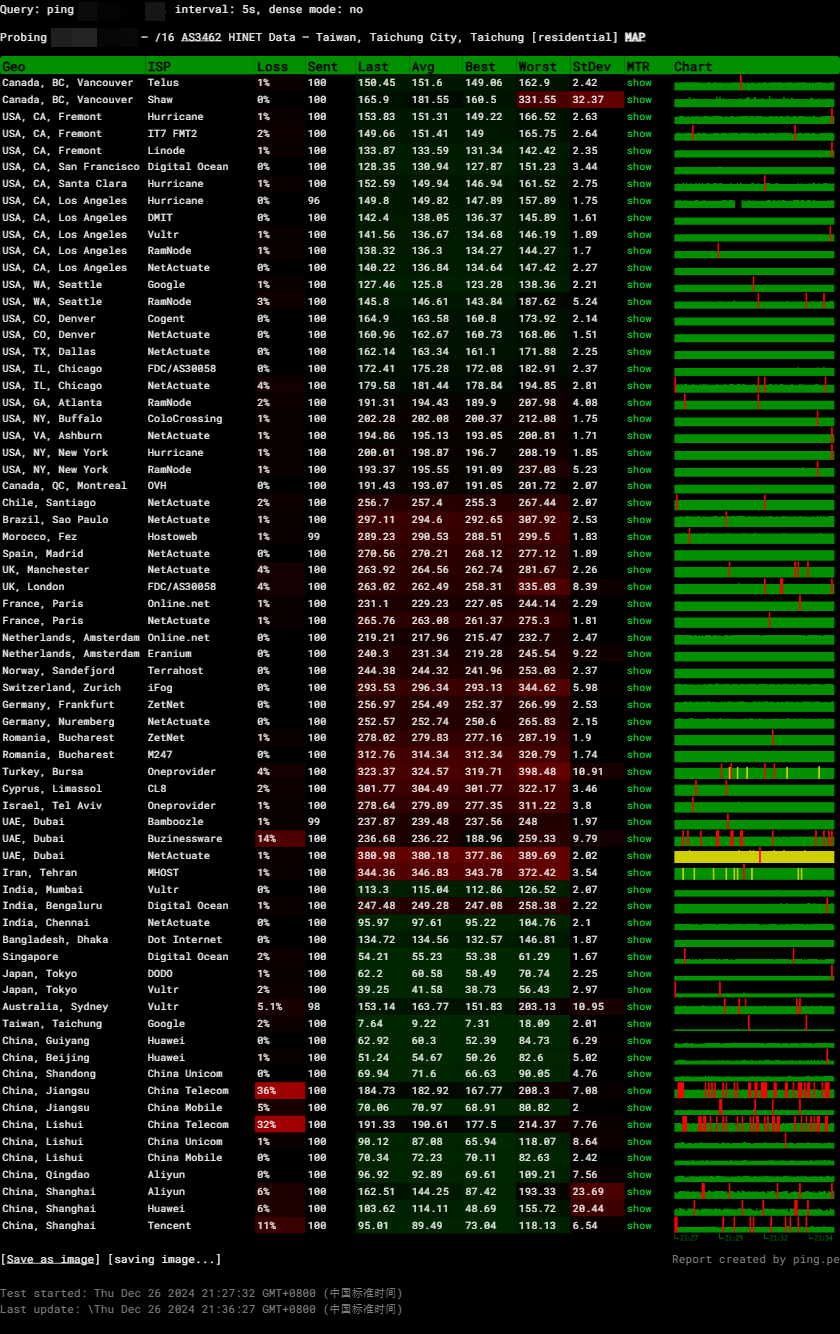 Query: ping , interval: 5s, dense mode: no
Probing — /16 AS3462 HINET Data — Taiwan, Taichung City, Taichung [residential] MAP
Geo ISP Loss Sent Last Avg Best Worst StDev MTR Chart
Canada, BC, Vancouver Telus 1% 100 150.45 151.6 149.06 162.9 2.42 show
Canada, BC, Vancouver Shaw 0% 100 165.9 181.55 160.5 331.55 32.37 show
USA, CA, Fremont Hurricane 1% 100 153.83 151.31 149.22 166.52 2.63 show
USA, CA, Fremont IT7 FMT2 2% 100 149.66 151.41 149 165.75 2.64 show
USA, CA, Fremont Linode 1% 100 133.87 133.59 131.34 142.42 2.35 show
USA, CA, San Francisco Digital Ocean 0% 100 128.35 130.94 127.87 151.23 3.44 show
USA, CA, Santa Clara Hurricane 1% 100 152.59 149.94 146.94 161.52 2.75 show
USA, CA, Los Angeles Hurricane 0% 96 149.8 149.82 147.89 157.89 1.75 show
USA, CA, Los Angeles DMIT 0% 100 142.4 138.05 136.37 145.89 1.61 show
USA, CA, Los Angeles Vultr 1% 100 141.56 136.67 134.68 146.19 1.89 show
USA, CA, Los Angeles RamNode 1% 100 138.32 136.3 134.27 144.27 1.7 show
USA, CA, Los Angeles NetActuate 0% 100 140.22 136.84 134.64 147.42 2.27 show
USA, WA, Seattle Google 1% 100 127.46 125.8 123.28 138.36 2.21 show
USA, WA, Seattle RamNode 3% 100 145.8 146.61 143.84 187.62 5.24 show
USA, CO, Denver Cogent 0% 100 164.9 163.58 160.8 173.92 2.14 show
USA, CO, Denver NetActuate 0% 100 160.96 162.67 160.73 168.06 1.51 show
USA, TX, Dallas NetActuate 0% 100 162.14 163.34 161.1 171.88 2.25 show
USA, IL, Chicago FDC/AS30058 0% 100 172.41 175.28 172.08 182.91 2.37 show
USA, IL, Chicago NetActuate 4% 100 179.58 181.44 178.84 194.85 2.81 show
USA, GA, Atlanta RamNode 2% 100 191.31 194.43 189.9 207.98 4.08 show
USA, NY, Buffalo ColoCrossing 1% 100 202.28 202.08 200.37 212.08 1.75 show
USA, VA, Ashburn NetActuate 1% 100 194.86 195.13 193.05 200.81 1.71 show
USA, NY, New York Hurricane 1% 100 200.01 198.87 196.7 208.19 1.85 show
USA, NY, New York RamNode 1% 100 193.37 195.55 191.09 237.03 5.23 show
Canada, QC, Montreal OVH 0% 100 191.43 193.07 191.05 201.72 2.07 show
Chile, Santiago NetActuate 2% 100 256.7 257.4 255.3 267.44 2.07 show
Brazil, Sao Paulo NetActuate 1% 100 297.11 294.6 292.65 307.92 2.53 show
Morocco, Fez Hostoweb 1% 99 289.23 290.53 288.51 299.5 1.83 show
Spain, Madrid NetActuate 0% 100 270.56 270.21 268.12 277.12 1.89 show
UK, Manchester NetActuate 4% 100 263.92 264.56 262.74 281.67 2.26 show
UK, London FDC/AS30058 4% 100 263.02 262.49 258.31 335.03 8.39 show
France, Paris Online.net 1% 100 231.1 229.23 227.05 244.14 2.29 show
France, Paris NetActuate 1% 100 265.76 263.08 261.37 275.3 1.81 show
Netherlands, Amsterdam Online.net 0% 100 219.21 217.96 215.47 232.7 2.47 show
Netherlands, Amsterdam Eranium 0% 100 240.3 231.34 219.28 245.54 9.22 show
Norway, Sandefjord Terrahost 0% 100 244.38 244.32 241.96 253.03 2.37 show
Switzerland, Zurich iFog 0% 100 293.53 296.34 293.13 344.62 5.98 show
Germany, Frankfurt ZetNet 0% 100 256.97 254.49 252.37 266.99 2.53 show
Germany, Nuremberg NetActuate 0% 100 252.57 252.74 250.6 265.83 2.15 show
Romania, Bucharest ZetNet 1% 100 278.02 279.83 277.16 287.19 1.9 show
Romania, Bucharest M247 0% 100 312.76 314.34 312.34 320.79 1.74 show
Turkey, Bursa Oneprovider 4% 100 323.37 324.57 319.71 398.48 10.91 show
Cyprus, Limassol CL8 2% 100 301.77 304.49 301.77 322.17 3.46 show
Israel, Tel Aviv Oneprovider 1% 100 278.64 279.89 277.35 311.22 3.8 show
UAE, Dubai Bamboozle 1% 99 237.87 239.48 237.56 248 1.97 show
UAE, Dubai Buzinessware 14% 100 236.68 236.22 188.96 259.33 9.79 show
UAE, Dubai NetActuate 1% 100 380.98 380.18 377.86 389.69 2.02 show
Iran, Tehran MHOST 1% 100 344.36 346.83 343.78 372.42 3.54 show
India, Mumbai Vultr 0% 100 113.3 115.04 112.86 126.52 2.07 show
India, Bengaluru Digital Ocean 1% 100 247.48 249.28 247.08 258.38 2.22 show
India, Chennai NetActuate 0% 100 95.97 97.61 95.22 104.76 2.1 show
Bangladesh, Dhaka Dot Internet 0% 100 134.72 134.56 132.57 146.81 1.87 show
Singapore Digital Ocean 2% 100 54.21 55.23 53.38 61.29 1.67 show
Japan, Tokyo DODO 1% 100 62.2 60.58 58.49 70.74 2.25 show
Japan, Tokyo Vultr 2% 100 39.25 41.58 38.73 56.43 2.97 show
Australia, Sydney Vultr 5.1% 98 153.14 163.77 151.83 203.13 10.95 show
Taiwan, Taichung Google 2% 100 7.64 9.22 7.31 18.09 2.01 show
China, Guiyang Huawei 0% 100 62.92 60.3 52.39 84.73 6.29 show
China, Beijing Huawei 1% 100 51.24 54.67 50.26 82.6 5.02 show
China, Shandong China Unicom 0% 100 69.94 71.6 66.63 90.05 4.76 show
China, Jiangsu China Telecom 36% 100 184.73 182.92 167.77 208.3 7.08 show
China, Jiangsu China Mobile 5% 100 70.06 70.97 68.91 80.82 2 show
China, Lishui China Telecom 32% 100 191.33 190.61 177.5 214.37 7.76 show
China, Lishui China Unicom 1% 100 90.12 87.08 65.94 118.07 8.64 show
China, Lishui China Mobile 0% 100 70.34 72.23 70.11 82.63 2.42 show
China, Qingdao Aliyun 0% 100 96.92 92.89 69.61 109.21 7.56 show
China, Shanghai Aliyun 6% 100 162.51 144.25 87.42 193.33 23.69 show
China, Shanghai Huawei 6% 100 103.62 114.11 48.69 155.72 20.44 show
China, Shanghai Tencent 11% 100 95.01 89.49 73.04 118.13 6.54 show
21:27 21:29 21:32 21:34
[Save as image] [saving image...] Report created by ping.pe
Test started: Thu Dec 26 2024 21:27:32 GMT+0800 (中国标准时间)
Last update: \Thu Dec 26 2024 21:36:27 GMT+0800 (中国标准时间)